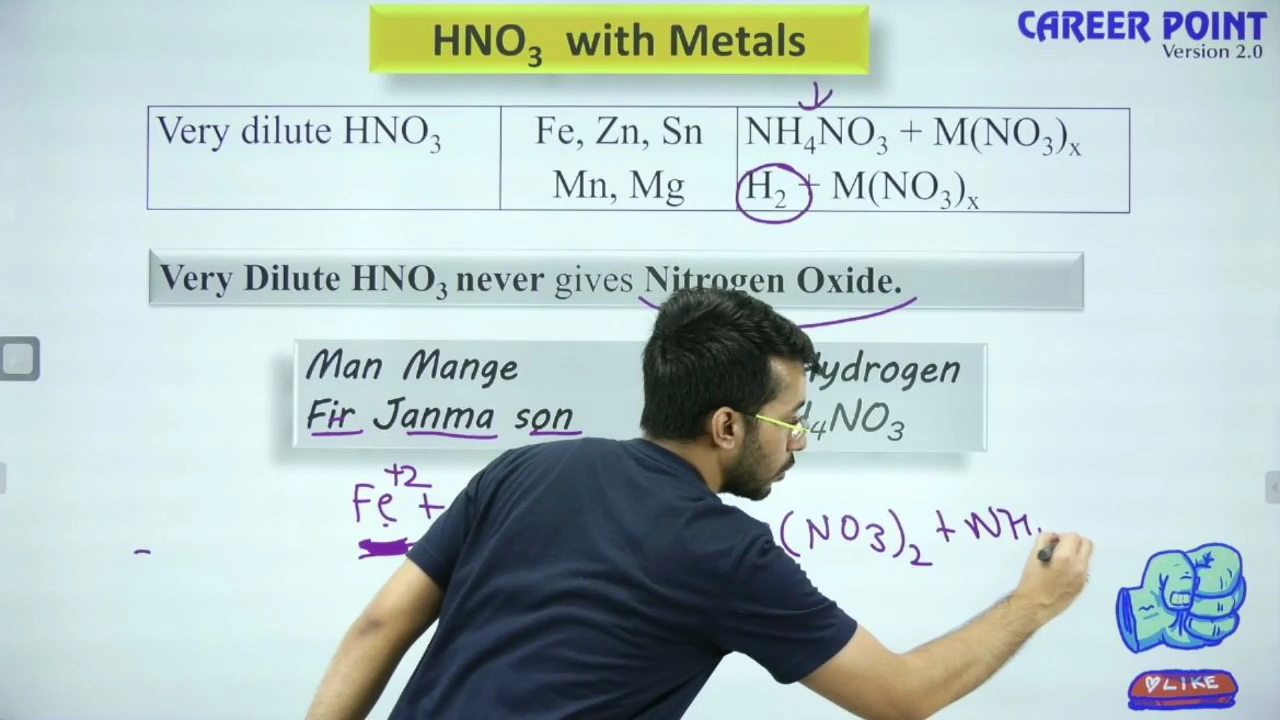 HNO₃ with Metals
CAREER POINT
Version 2.0
Very dilute HNO₃ Fe, Zn, Sn NH₄NO₃ + M(NO₃)ₓ
Mn, Mg H₂ + M(NO₃)ₓ
Very Dilute HNO₃ never gives Nitrogen Oxide.
Man Mange Hydrogen
Fir Janma son ₄NO₃
Fe⁺² +
(NO₃)₂ + NH
LIKE